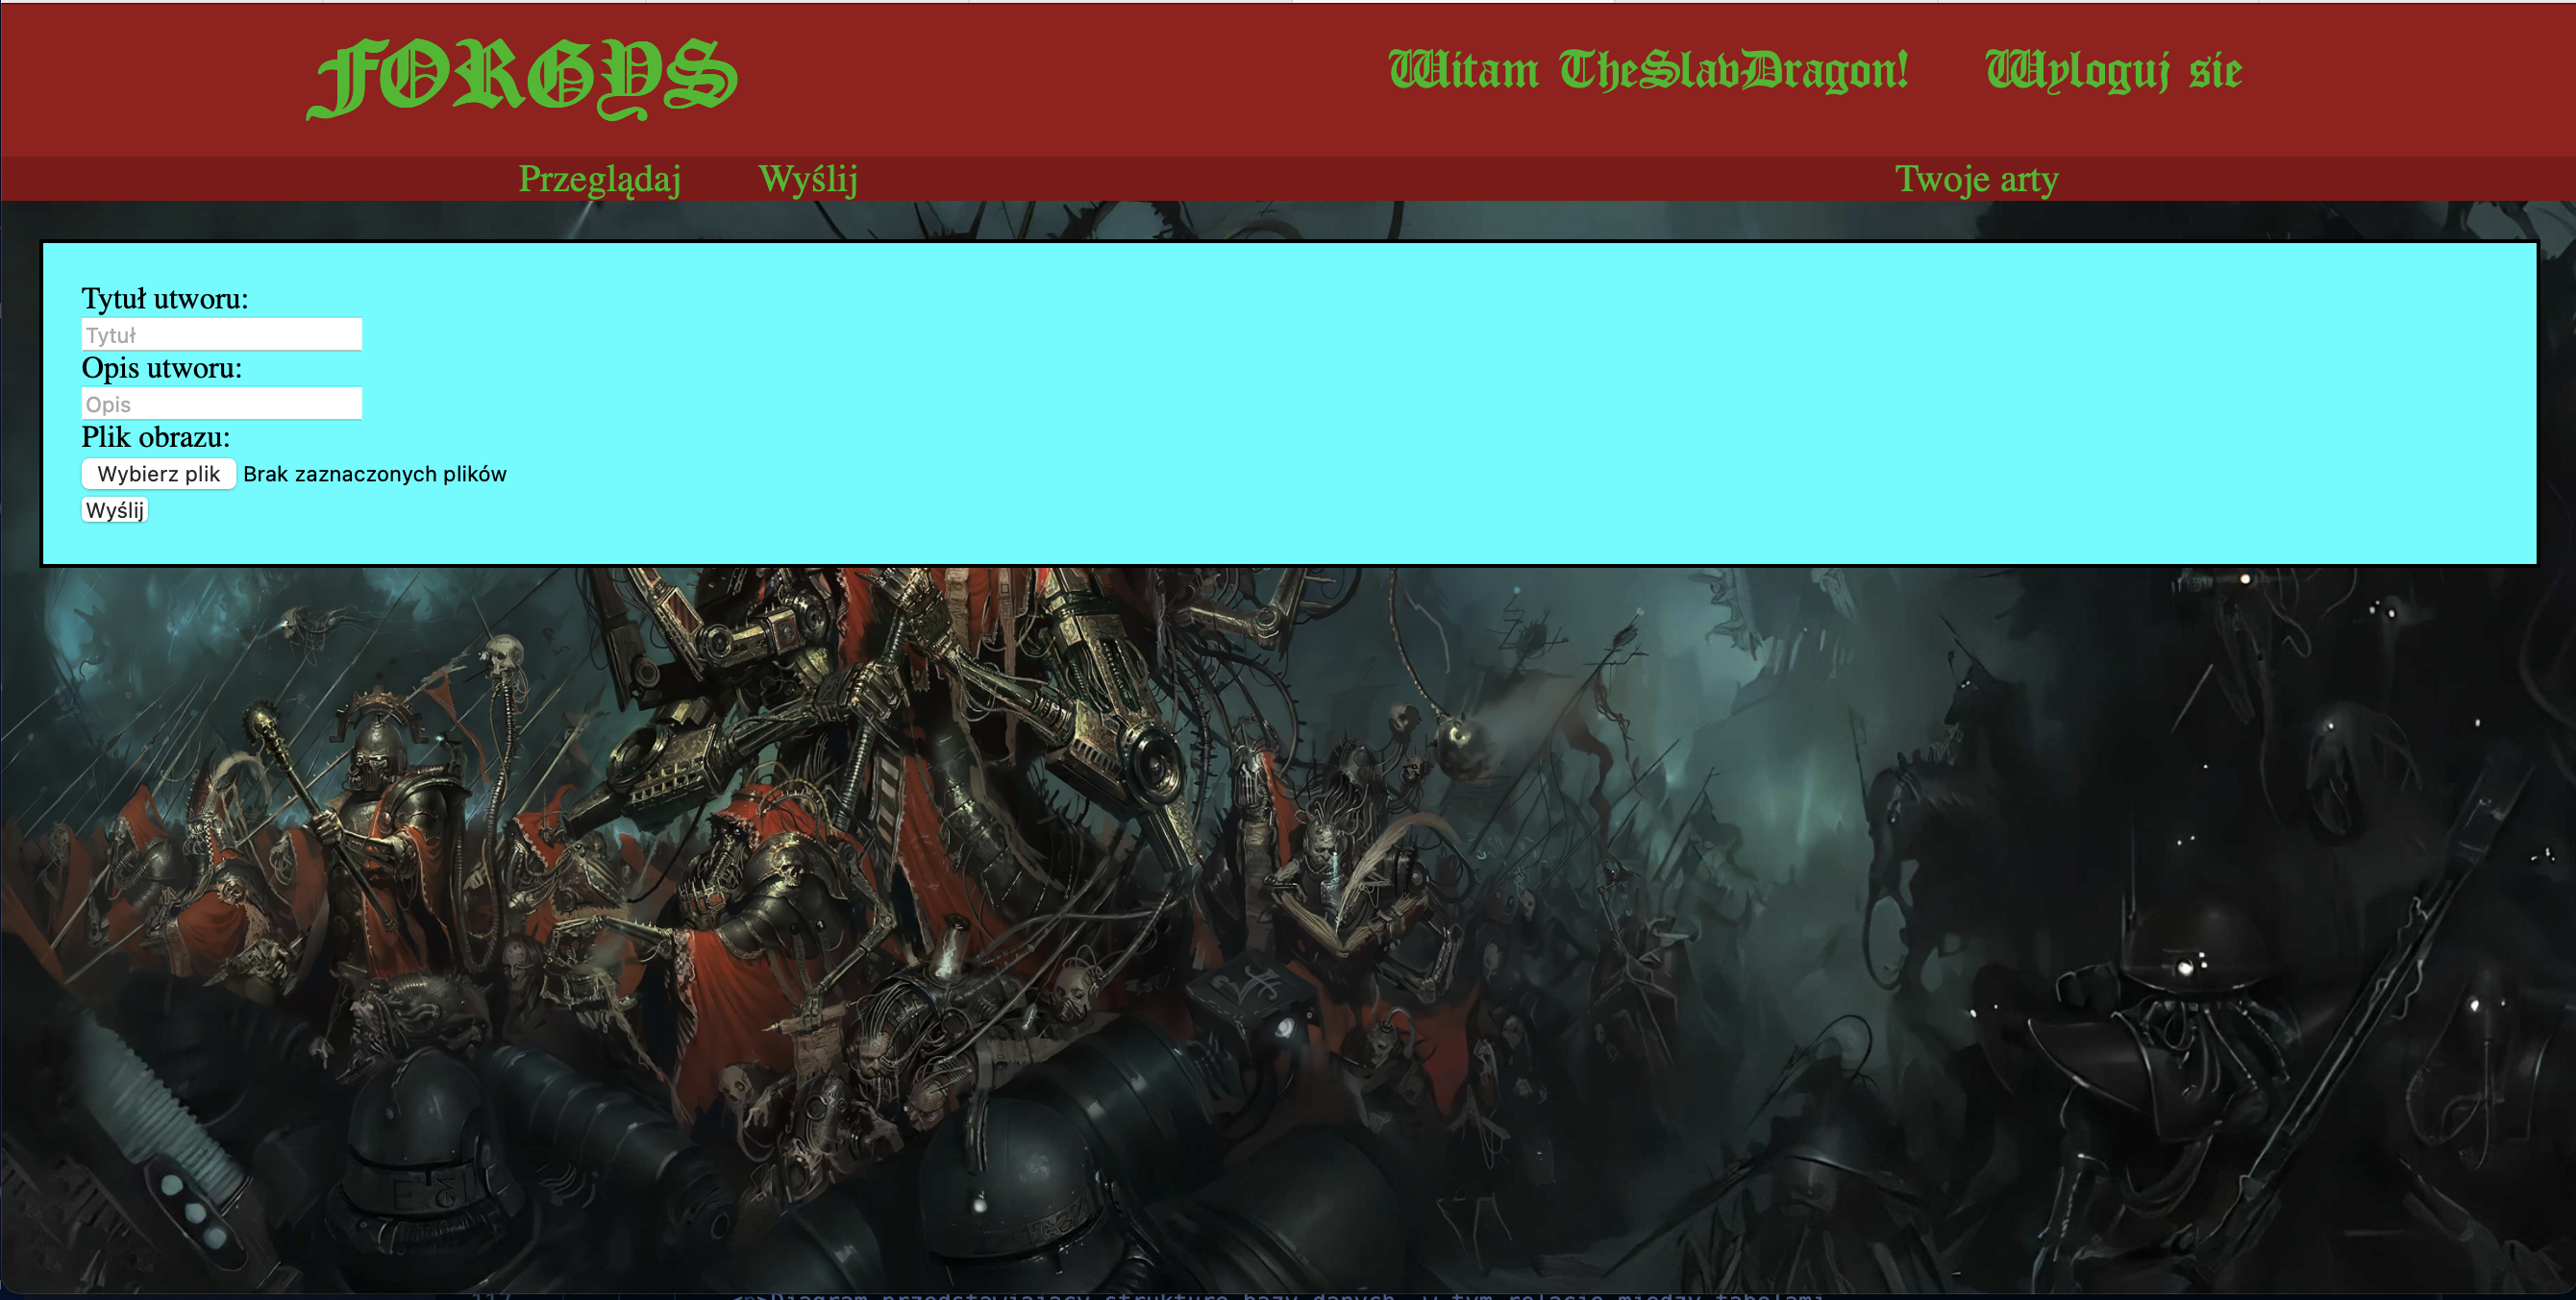 FORGYS
Witam TheSlavDragon! Wyloguj sie
Przeglądaj Wyślij Twoje arty
Tytuł utworu:
Tytuł
Opis utworu:
Opis
Plik obrazu:
Wybierz plik Brak zaznaczonych plików
Wyślij